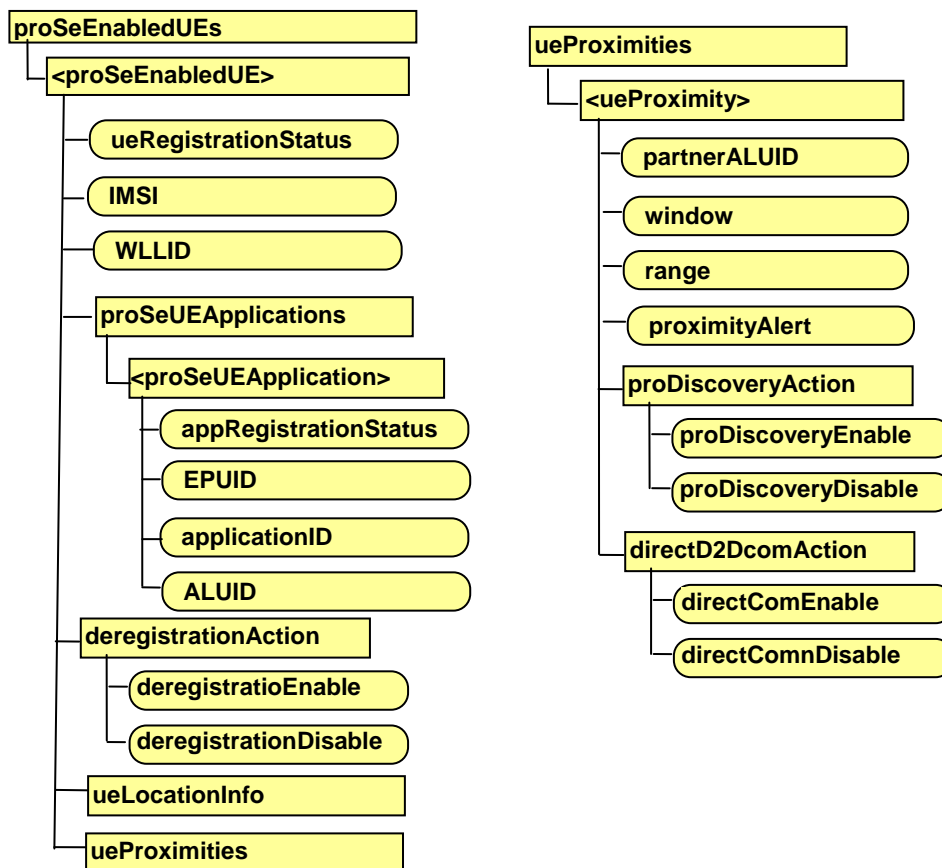 proSeEnabledUEs
<proSeEnabledUE>
ueRegistrationStatus
IMSI
WLLID
proSeUEApplications
<proSeUEApplication>
appRegistrationStatus
EPUID
applicationID
ALUID
deregistrationAction
deregistratioEnable
deregistrationDisable
ueLocationInfo
ueProximities
ueProximities
<ueProximity>
partnerALUID
window
range
proximityAlert
proDiscoveryAction
proDiscoveryEnable
proDiscoveryDisable
directD2DcomAction
directComEnable
directComnDisable